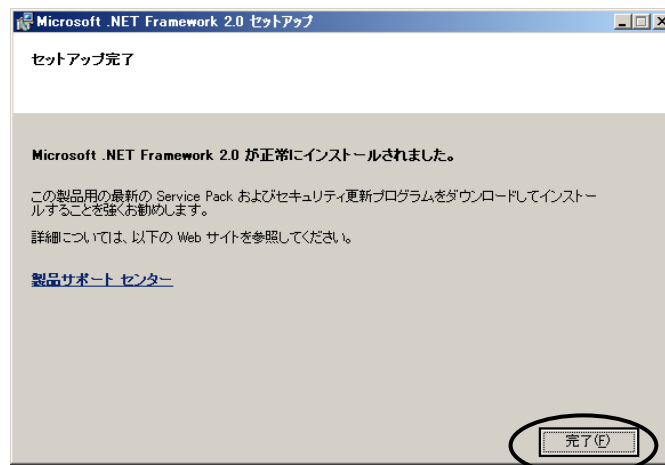 Microsoft .NET Framework 2.0 セットアップ
セットアップ完了
Microsoft .NET Framework 2.0 が正常にインストールされました。
この製品用の最新の Service Pack およびセキュリティ更新プログラムをダウンロードしてインストー
ルすることを強くお勧めします。
詳細については、以下の Web サイトを参照してください。
製品サポート センター
完了(F)